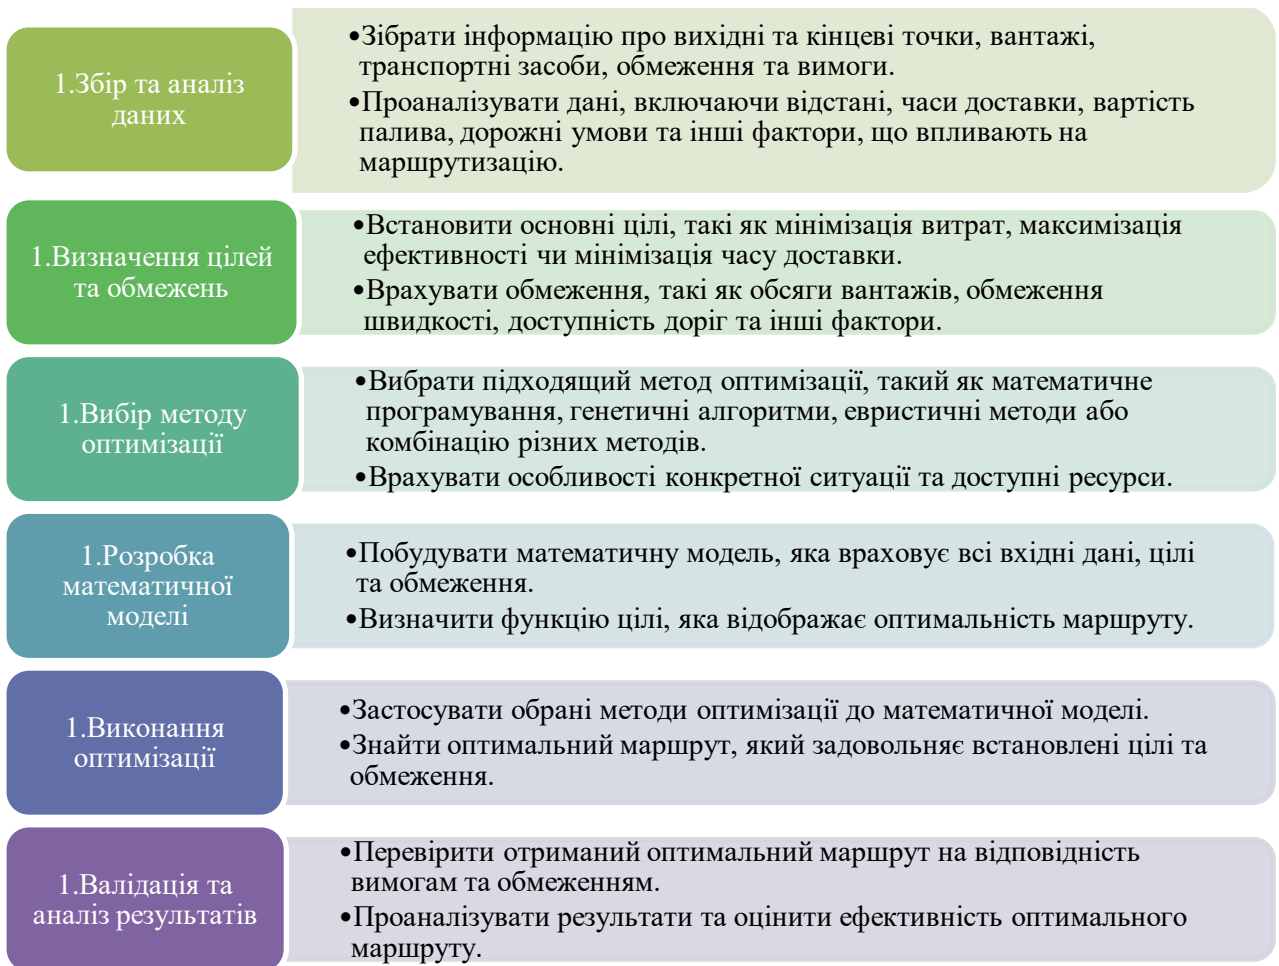 1.Збір та аналіз
даних
•Зібрати інформацію про вихідні та кінцеві точки, вантажі,
транспортні засоби, обмеження та вимоги.
•Проаналізувати дані, включаючи відстані, часи доставки, вартість
палива, дорожні умови та інші фактори, що впливають на
маршрутизацію.
1.Визначення цілей
та обмежень
•Встановити основні цілі, такі як мінімізація витрат, максимізація
ефективності чи мінімізація часу доставки.
•Врахувати обмеження, такі як обсяги вантажів, обмеження
швидкості, доступність доріг та інші фактори.
1.Вибір методу
оптимізації
•Вибрати підходящий метод оптимізації, такий як математичне
програмування, генетичні алгоритми, евристичні методи або
комбінацію різних методів.
•Врахувати особливості конкретної ситуації та доступні ресурси.
1.Розробка
математичної
моделі
•Побудувати математичну модель, яка враховує всі вхідні дані, цілі
та обмеження.
•Визначити функцію цілі, яка відображає оптимальність маршруту.
1.Виконання
оптимізації
•Застосувати обрані методи оптимізації до математичної моделі.
•Знайти оптимальний маршрут, який задовольняє встановлені цілі та
обмеження.
1.Валідація та
аналіз результатів
•Перевірити отриманий оптимальний маршрут на відповідність
вимогам та обмеженням.
•Проаналізувати результати та оцінити ефективність оптимального
маршруту.